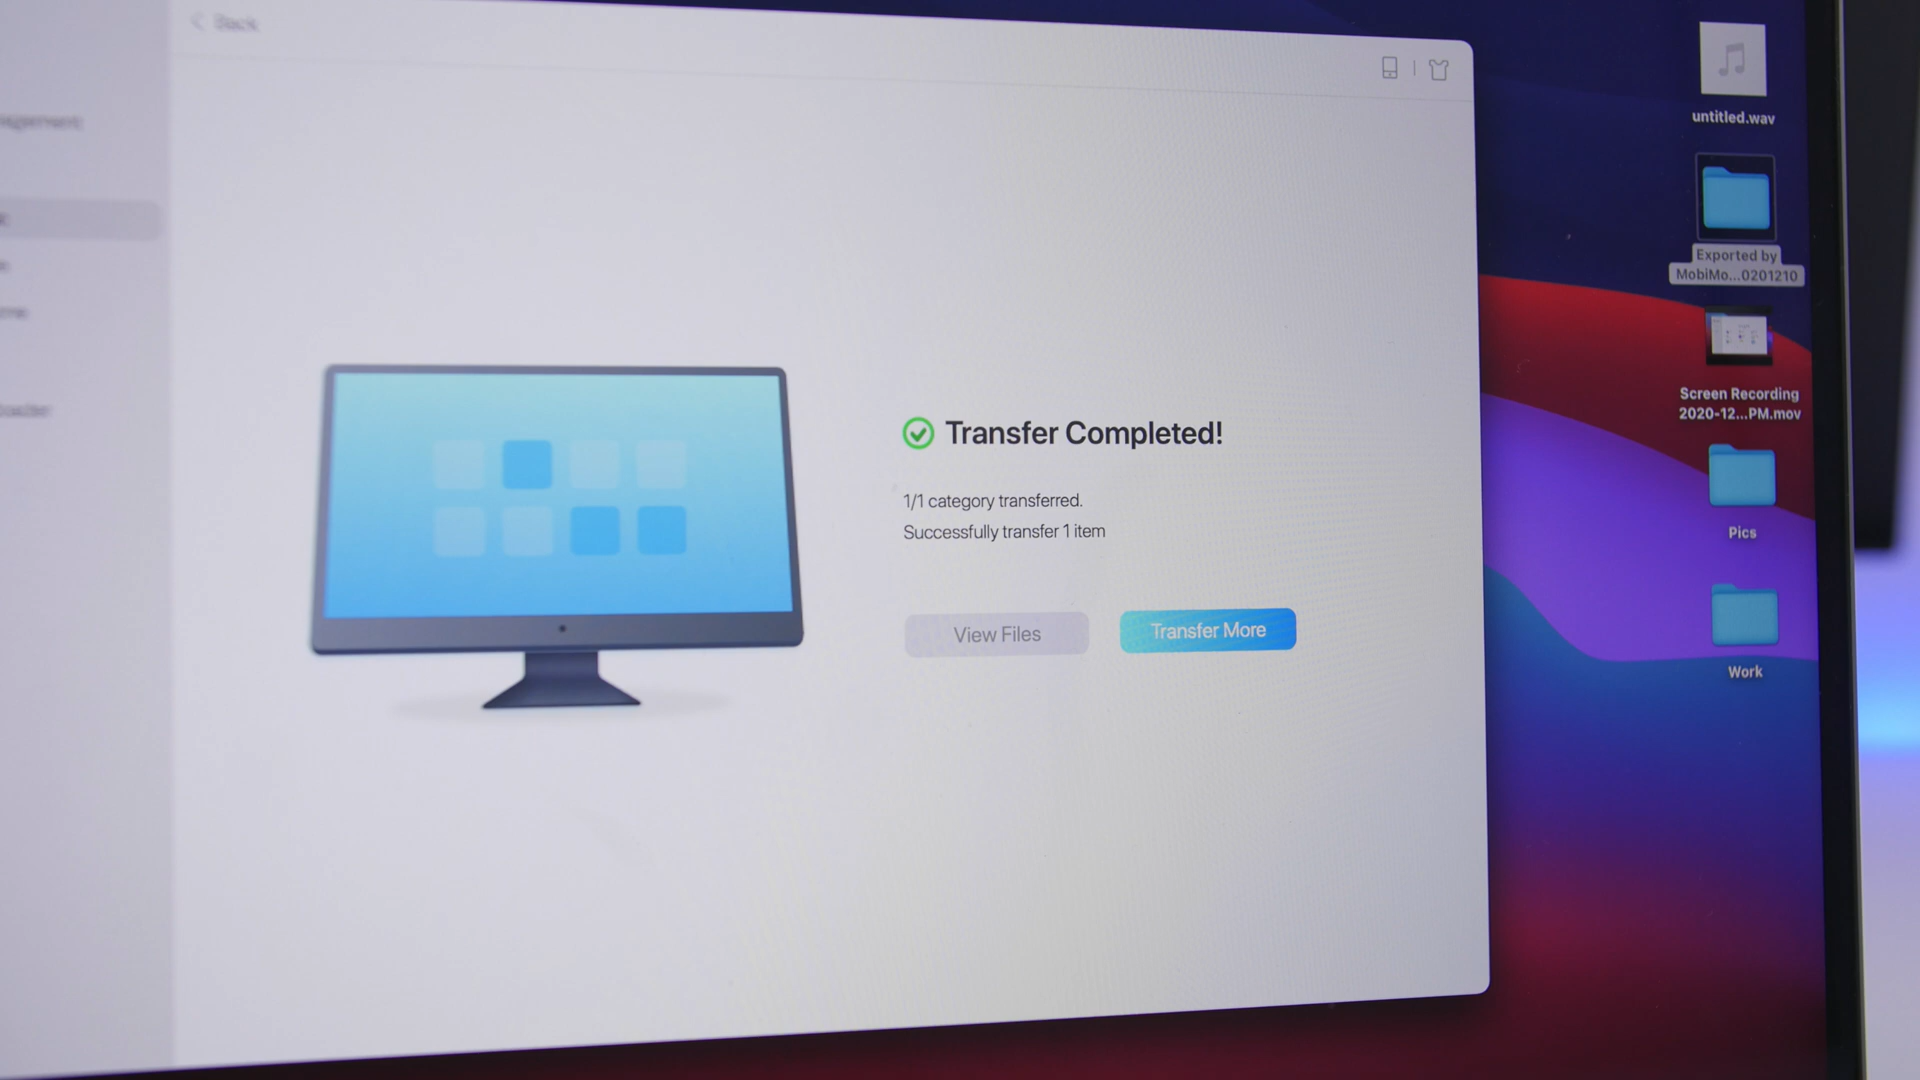 Back
Transfer Completed!
1/1 category transferred.
Successfully transfer 1 item
View Files
Transfer More
untitled.wav
Exported by
MobiMo...0201210
Screen Recording
2020-12...PM.mov
Pics
Work